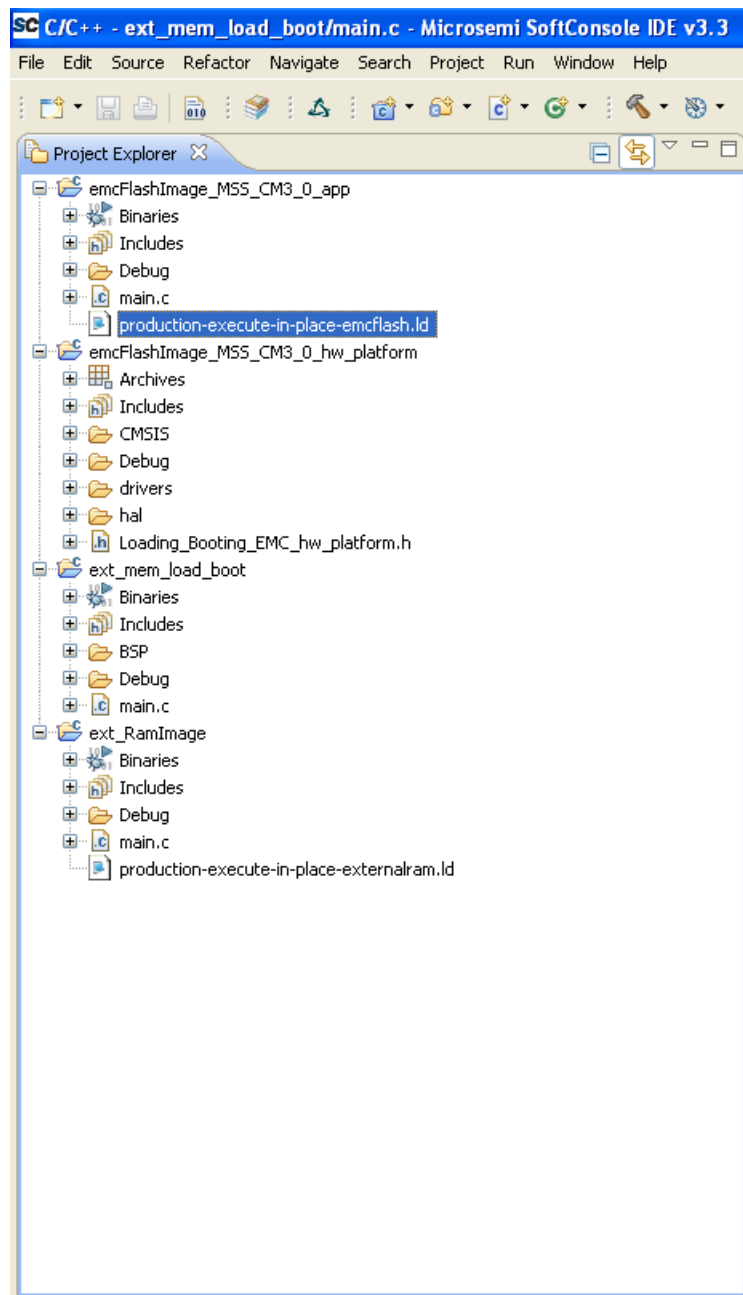 SC C/C++ - ext_mem_load_boot/main.c - Microsemi SoftConsole IDE v3.3
File Edit Source Refactor Navigate Search Project Run Window Help
Project Explorer
emcFlashImage_MSS_CM3_0_app
Binaries
Includes
Debug
main.c
production-execute-in-place-emcflash.ld
emcFlashImage_MSS_CM3_0_hw_platform
Archives
Includes
CMSIS
Debug
drivers
hal
Loading_Booting_EMC_hw_platform.h
ext_mem_load_boot
Binaries
Includes
BSP
Debug
main.c
ext_RamImage
Binaries
Includes
Debug
main.c
production-execute-in-place-externalram.ld